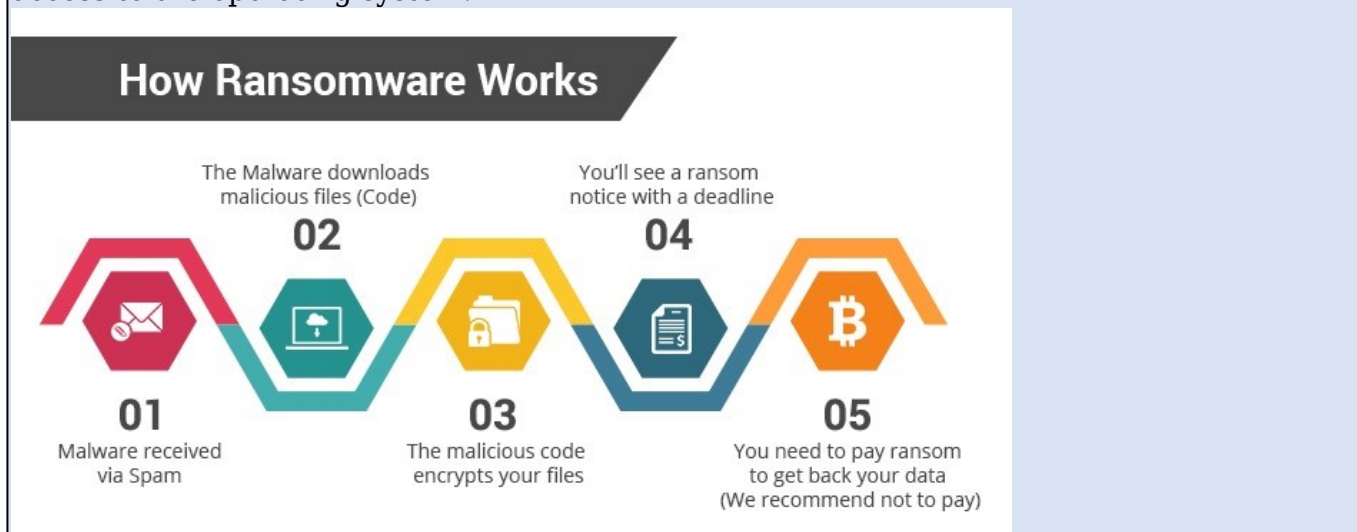 How Ransomware Works
The Malware downloads
malicious files (Code)
02
You'll see a ransom
notice with a deadline
04
01
Malware received
via Spam
03
The malicious code
encrypts your files
05
You need to pay ransom
to get back your data
(We recommend not to pay)